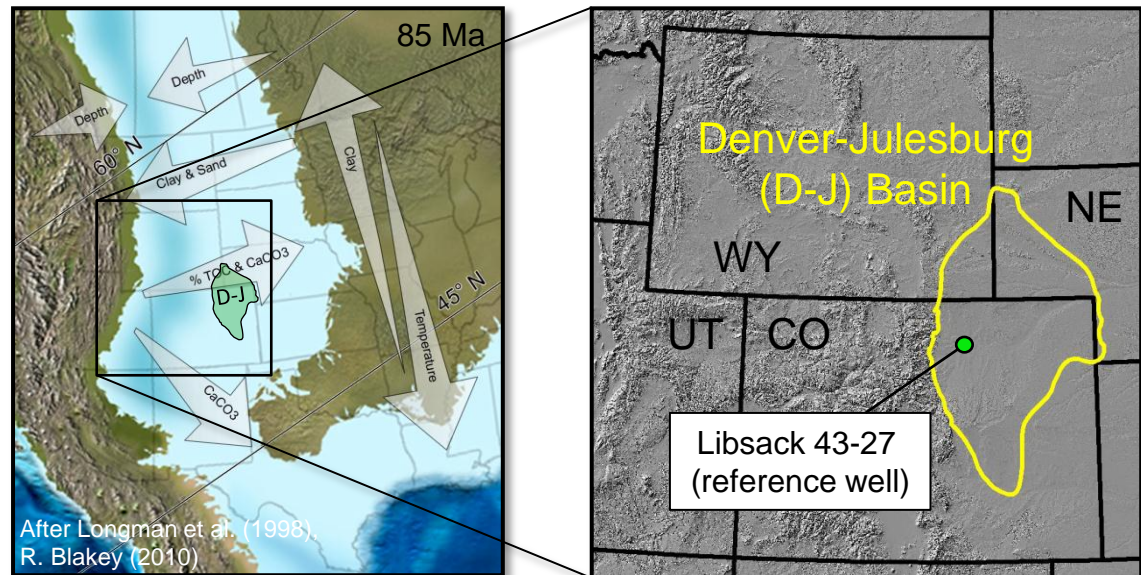 85 Ma
Depth
Depth
60° N
Clay & Sand
Clay
% TOC & CaCO3
D-J
45° N
Temperature
CaCO3
After Longman et al. (1998),
R. Blakey (2010)
Denver-Julesburg
(D-J) Basin
NE
WY
UT
CO
Libsack 43-27
(reference well)